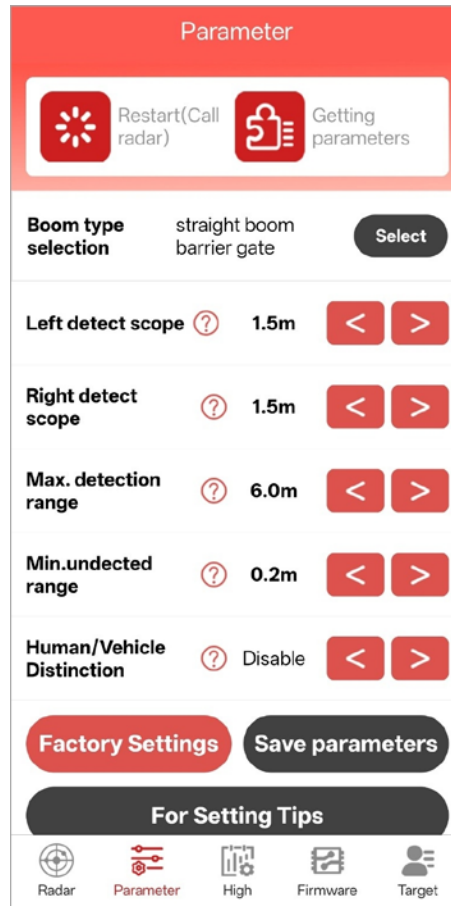 Parameter
Restart(Call
radar)
Getting
parameters
Boom type
selection
straight boom
barrier gate
Select
Left detect scope ? 1.5m < >
Right detect
scope
? 1.5m < >
Max. detection
range
? 6.0m < >
Min.undected
range
? 0.2m < >
Human/Vehicle
Distinction
? Disable < >
Factory Settings
Save parameters
For Setting Tips
Radar
Parameter
High
Firmware
Target